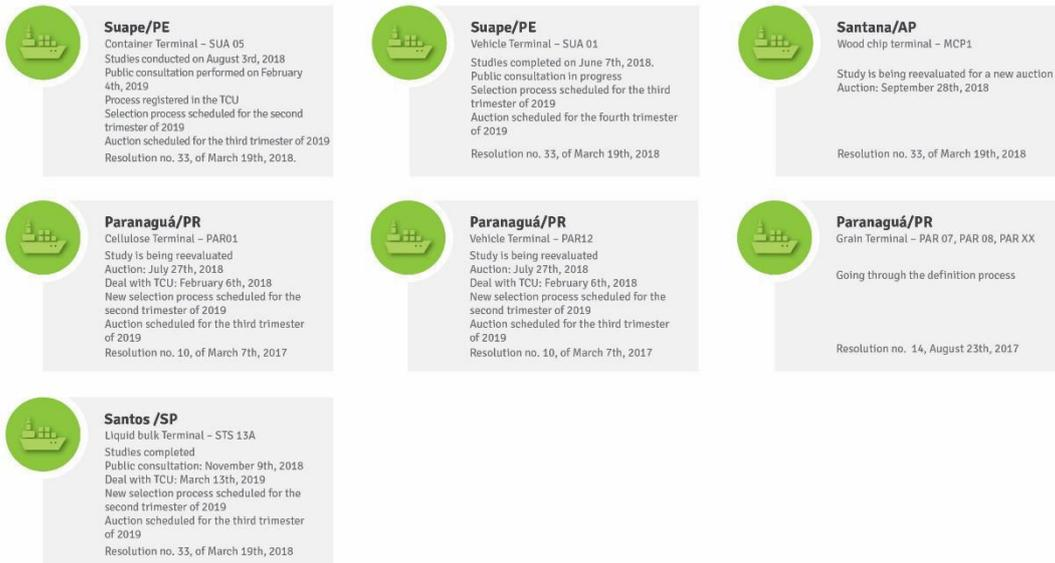 Suape/PE
Container Terminal – SUA 05
Studies conducted on August 3rd, 2018
Public consultation performed on February
4th, 2019
Process registered in the TCU
Selection process scheduled for the second
trimester of 2019
Auction scheduled for the third trimester of 2019
Resolution no. 33, of March 19th, 2018.
Suape/PE
Vehicle Terminal – SUA 01
Studies completed on June 7th, 2018.
Public consultation in progress
Selection process scheduled for the third
trimester of 2019
Auction scheduled for the fourth trimester
of 2019
Resolution no. 33, of March 19th, 2018
Santana/AP
Wood chip terminal – MCP1
Study is being reevaluated for a new auction
Auction: September 28th, 2018
Resolution no. 33, of March 19th, 2018
Paranaguá/PR
Cellulose Terminal – PAR01
Study is being reevaluated
Auction: July 27th, 2018
Deal with TCU: February 6th, 2018
New selection process scheduled for the
second trimester of 2019
Auction scheduled for the third trimester
of 2019
Resolution no. 10, of March 7th, 2017
Paranaguá/PR
Vehicle Terminal – PAR12
Study is being reevaluated
Auction: July 27th, 2018
Deal with TCU: February 6th, 2018
New selection process scheduled for the
second trimester of 2019
Auction scheduled for the third trimester
of 2019
Resolution no. 10, of March 7th, 2017
Paranaguá/PR
Grain Terminal – PAR 07, PAR 08, PAR XX
Going through the definition process
Resolution no. 14, August 23th, 2017
Santos /SP
Liquid bulk Terminal – STS 13A
Studies completed
Public consultation: November 9th, 2018
Deal with TCU: March 13th, 2019
New selection process scheduled for the
second trimester of 2019
Auction scheduled for the third trimester
of 2019
Resolution no. 33, of March 19th, 2018